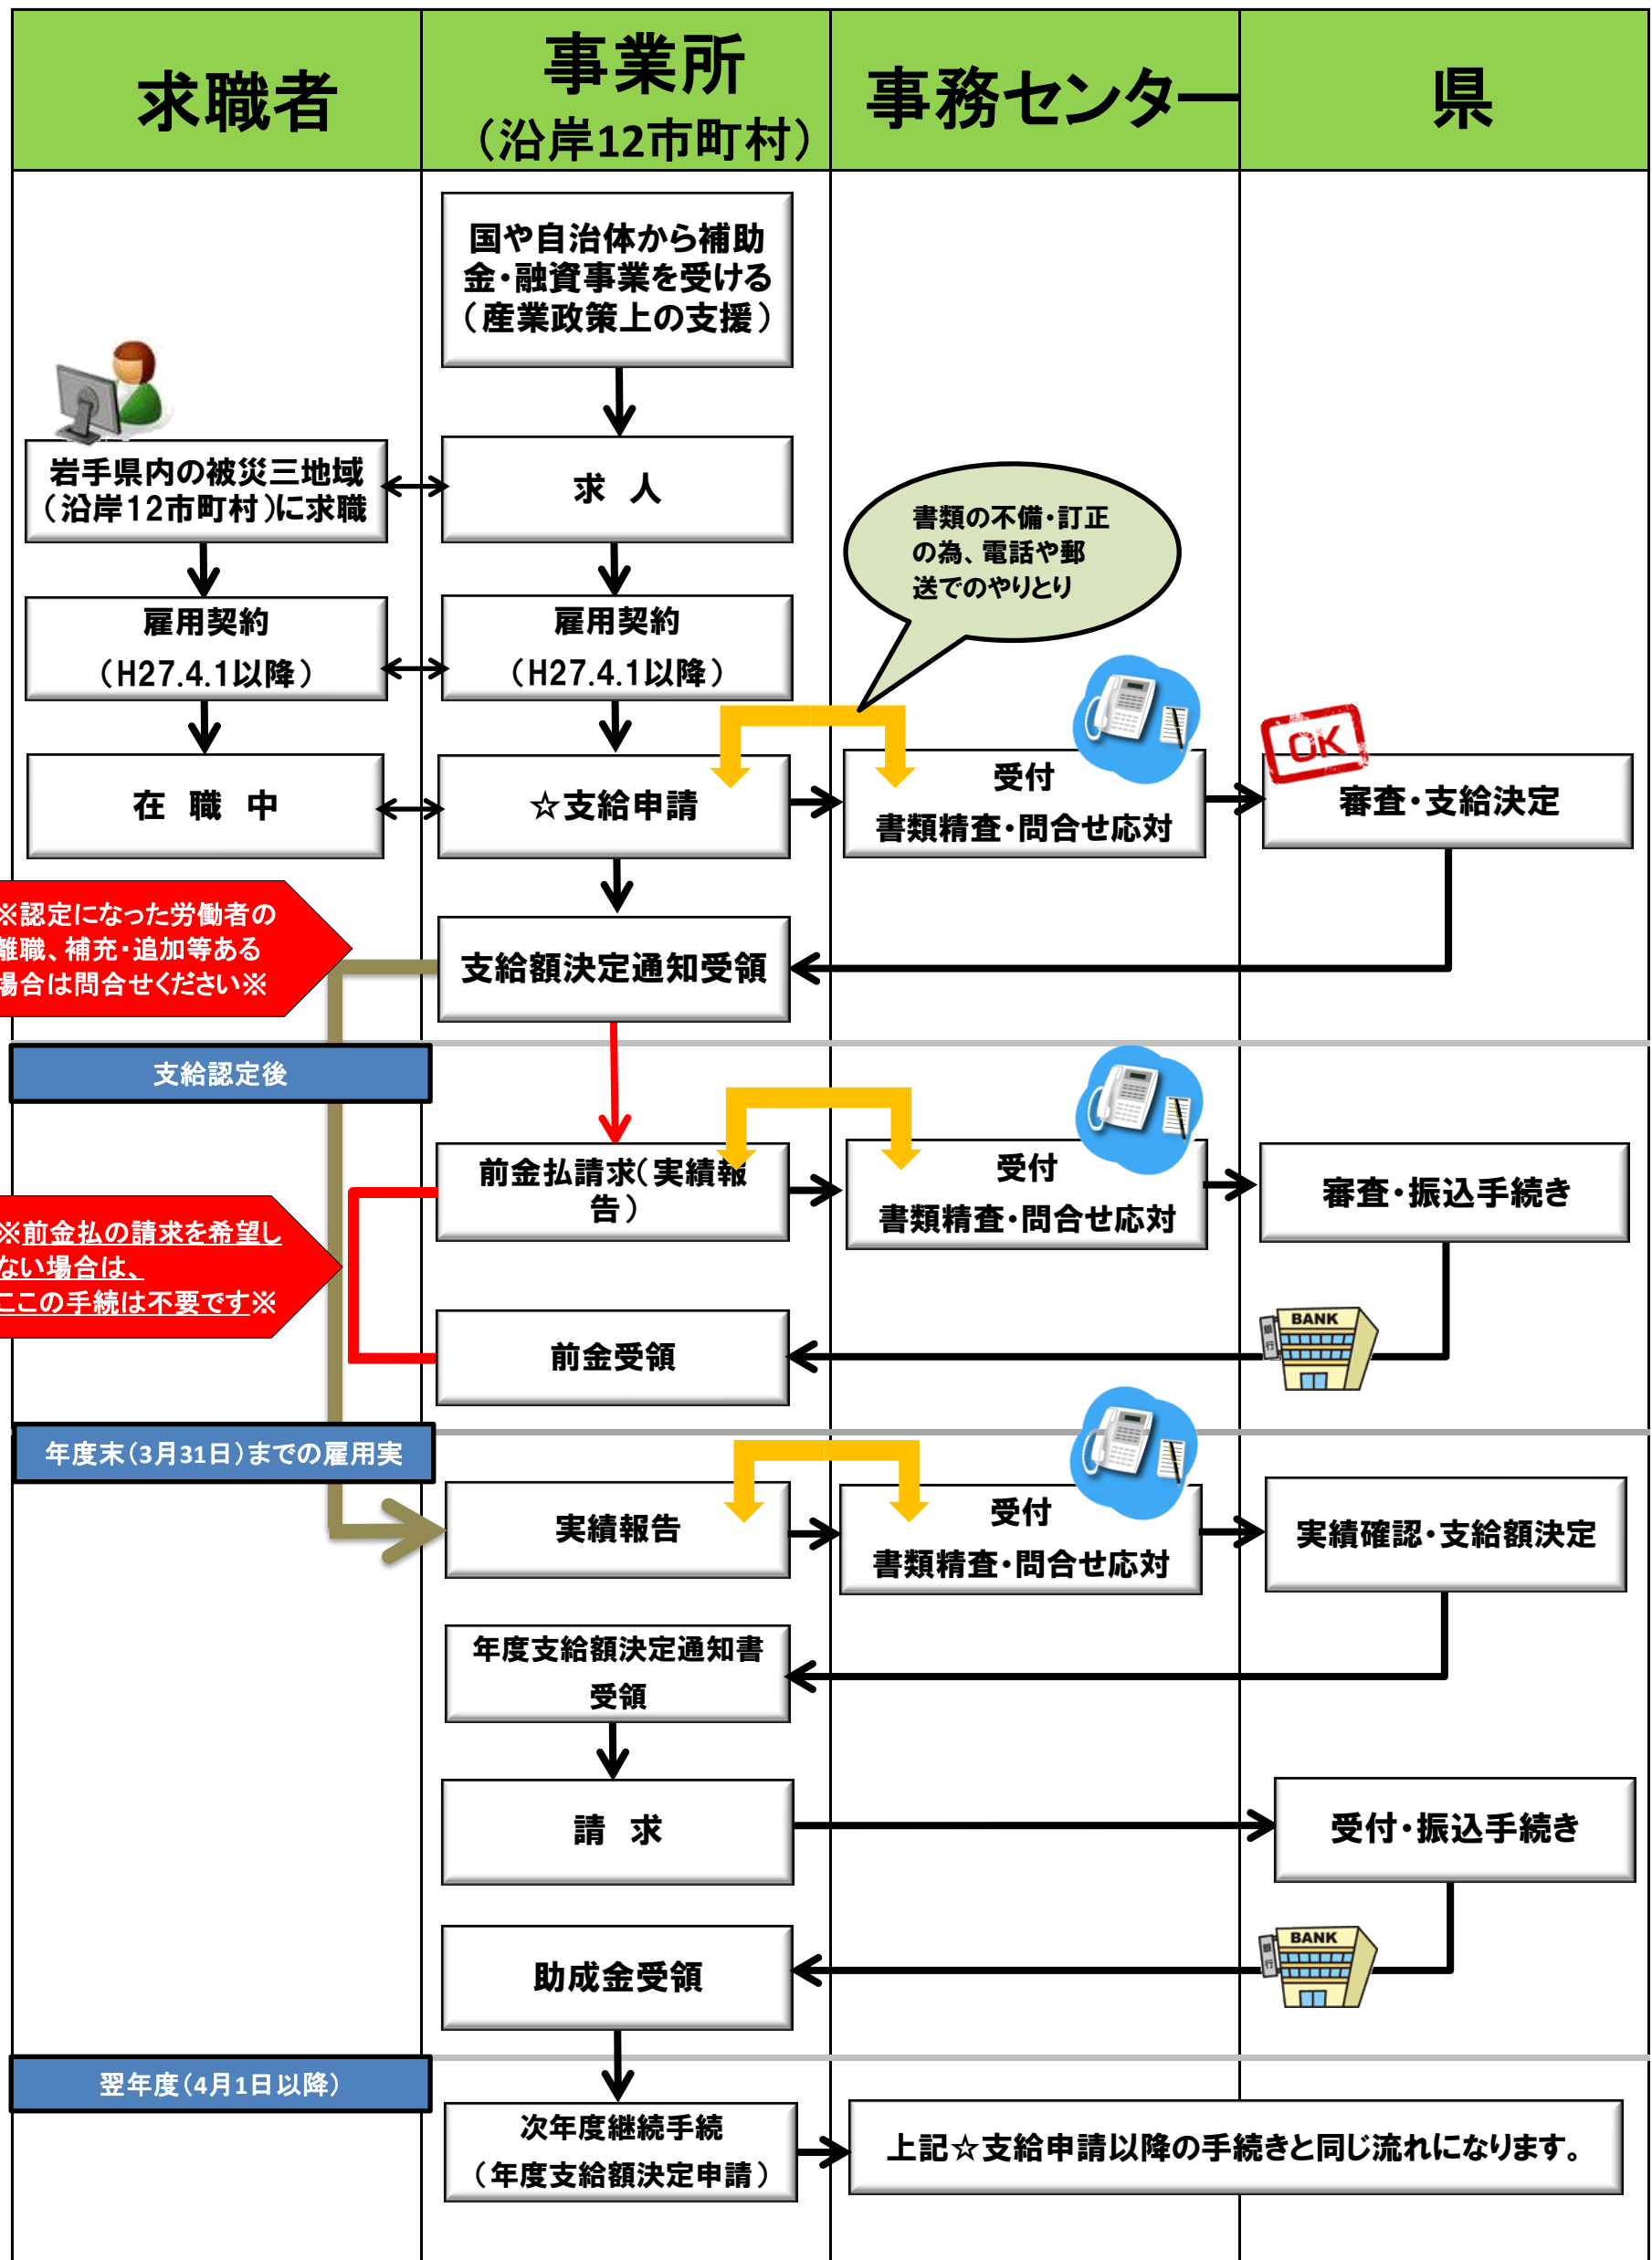 求職者
事業所
（沿岸12市町村）
事務センター
県
国や自治体から補助
金・融資事業を受ける
（産業政策上の支援）
岩手県内の被災三地域
（沿岸12市町村）に求職
求　人
書類の不備・訂正
の為、電話や郵
送でのやりとり
雇用契約
（H27.4.1以降）
雇用契約
（H27.4.1以降）
在　職　中
☆支給申請
受付
書類精査・問合せ応対
OK
審査・支給決定
※認定になった労働者の
離職、補充・追加等ある
場合は問合せください※
支給額決定通知受領
支給認定後
前金払請求（実績報
告）
受付
書類精査・問合せ応対
審査・振込手続き
※前金払の請求を希望し
ない場合は、
ここの手続は不要です※
前金受領
BANK
銀行
年度末（3月31日）までの雇用実
実績報告
受付
書類精査・問合せ応対
実績確認・支給額決定
年度支給額決定通知書
受領
請　求
受付・振込手続き
助成金受領
BANK
銀行
翌年度（4月1日以降）
次年度継続手続
（年度支給額決定申請）
上記☆支給申請以降の手続きと同じ流れになります。